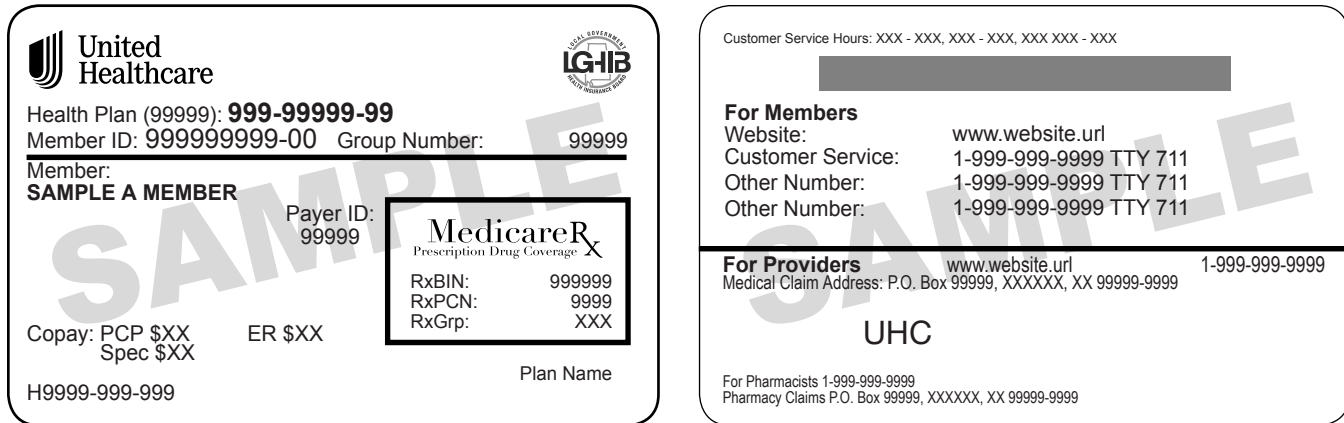 United
Healthcare
LOCAL GOVERNMENT
LGHIB
HEALTH INSURANCE BOARD
Health Plan (99999): 999-99999-99
Member ID: 999999999-00 Group Number: 99999
Member:
SAMPLE A MEMBER
Payer ID:
99999
MedicareRx
Prescription Drug Coverage
RxBIN: 999999
RxPCN: 9999
RxGrp: XXX
Copay: PCP $XX ER $XX
Spec $XX
Plan Name
H9999-999-999
SAMPLE
Customer Service Hours: XXX - XXX, XXX - XXX, XXX XXX - XXX
For Members
Website: www.website.url
Customer Service: 1-999-999-9999 TTY 711
Other Number: 1-999-999-9999 TTY 711
Other Number: 1-999-999-9999 TTY 711
For Providers www.website.url 1-999-999-9999
Medical Claim Address: P.O. Box 99999, XXXXXX, XX 99999-9999
UHC
For Pharmacists 1-999-999-9999
Pharmacy Claims P.O. Box 99999, XXXXXX, XX 99999-9999
SAMPLE